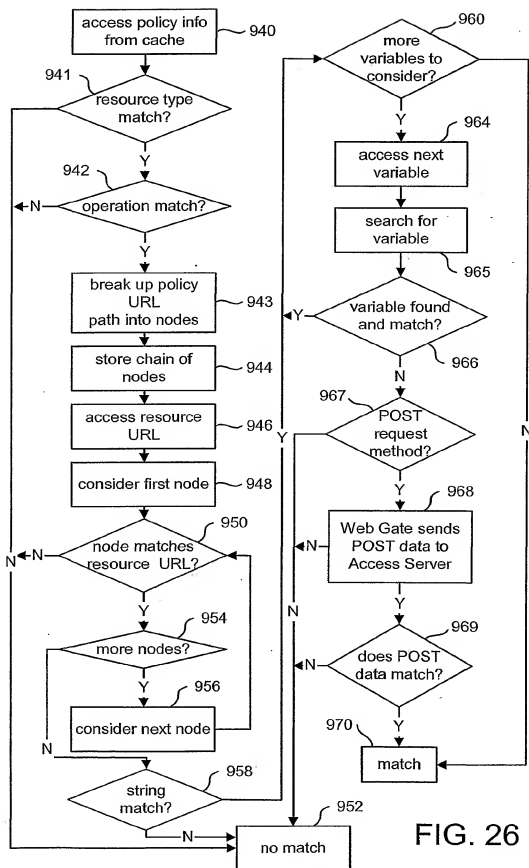 access policy info
from cache
940
941
resource type
match?
Y
942
N
operation match?
Y
break up policy
URL
path into nodes
943
store chain of
nodes
944
access resource
URL
946
consider first node
948
950
N
N
node matches
resource URL?
Y
954
more nodes?
Y
956
consider next node
N
958
string
match?
N
Y
952
no match
960
more
variables to
consider?
Y
964
access next
variable
search for
variable
965
Y
variable found
and match?
966
N
967
POST
request
method?
N
Y
968
N
Web Gate sends
POST data to
Access Server
N
Y
969
N
does POST
data match?
Y
970
match
FIG. 26